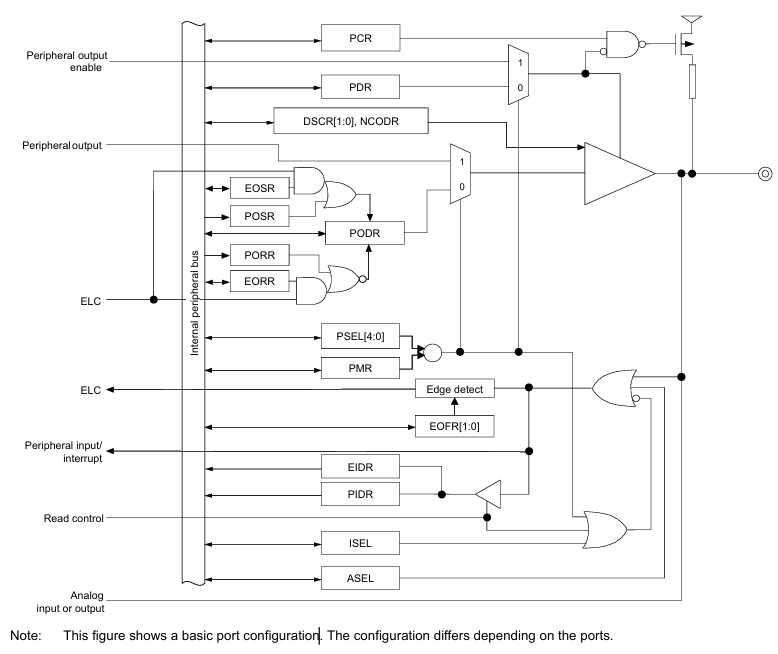 PCR
Peripheral output
enable
1
PDR
0
DSCR[1:0], NCODR
Peripheral output
1
EOSR
0
POSR
PODR
PORR
Internal peripheral bus
EORR
ELC
PSEL[4:0]
PMR
ELC
Edge detect
EOFR[1:0]
Peripheral input/
interrupt
EIDR
PIDR
Read control
ISEL
ASEL
Analog
input or output
Note: This figure shows a basic port configuration. The configuration differs depending on the ports.